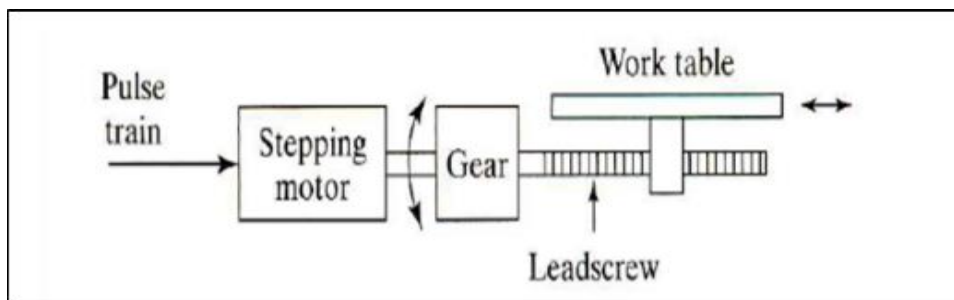 Pulse
train
Stepping
motor
Gear
Work table
Leadscrew